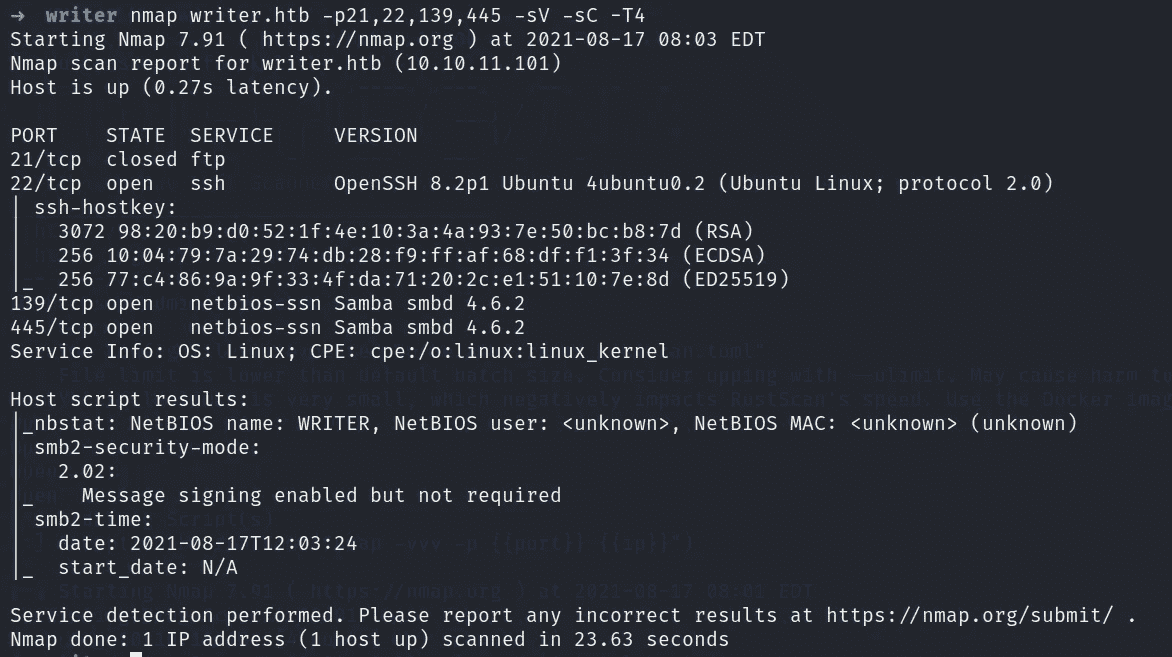 → writer nmap writer.htb -p21,22,139,445 -sV -sC -T4
Starting Nmap 7.91 ( https://nmap.org ) at 2021-08-17 08:03 EDT
Nmap scan report for writer.htb (10.10.11.101)
Host is up (0.27s latency).
PORT    STATE  SERVICE     VERSION
21/tcp  closed ftp
22/tcp  open   ssh         OpenSSH 8.2p1 Ubuntu 4ubuntu0.2 (Ubuntu Linux; protocol 2.0)
| ssh-hostkey:
|   3072 98:20:b9:d0:52:1f:4e:10:3a:4a:93:7e:50:bc:b8:7d (RSA)
|   256 10:04:79:7a:29:74:db:28:f9:ff:af:68:df:f1:3f:34 (ECDSA)
|_  256 77:c4:86:9a:9f:33:4f:da:71:20:2c:e1:51:10:7e:8d (ED25519)
139/tcp open   netbios-ssn Samba smbd 4.6.2
445/tcp open   netbios-ssn Samba smbd 4.6.2
Service Info: OS: Linux; CPE: cpe:/o:linux:linux_kernel
Host script results:
|_nbstat: NetBIOS name: WRITER, NetBIOS user: <unknown>, NetBIOS MAC: <unknown> (unknown)
| smb2-security-mode:
|   2.02:
|_    Message signing enabled but not required
| smb2-time:
|   date: 2021-08-17T12:03:24
|_  start_date: N/A
Service detection performed. Please report any incorrect results at https://nmap.org/submit/ .
Nmap done: 1 IP address (1 host up) scanned in 23.63 seconds